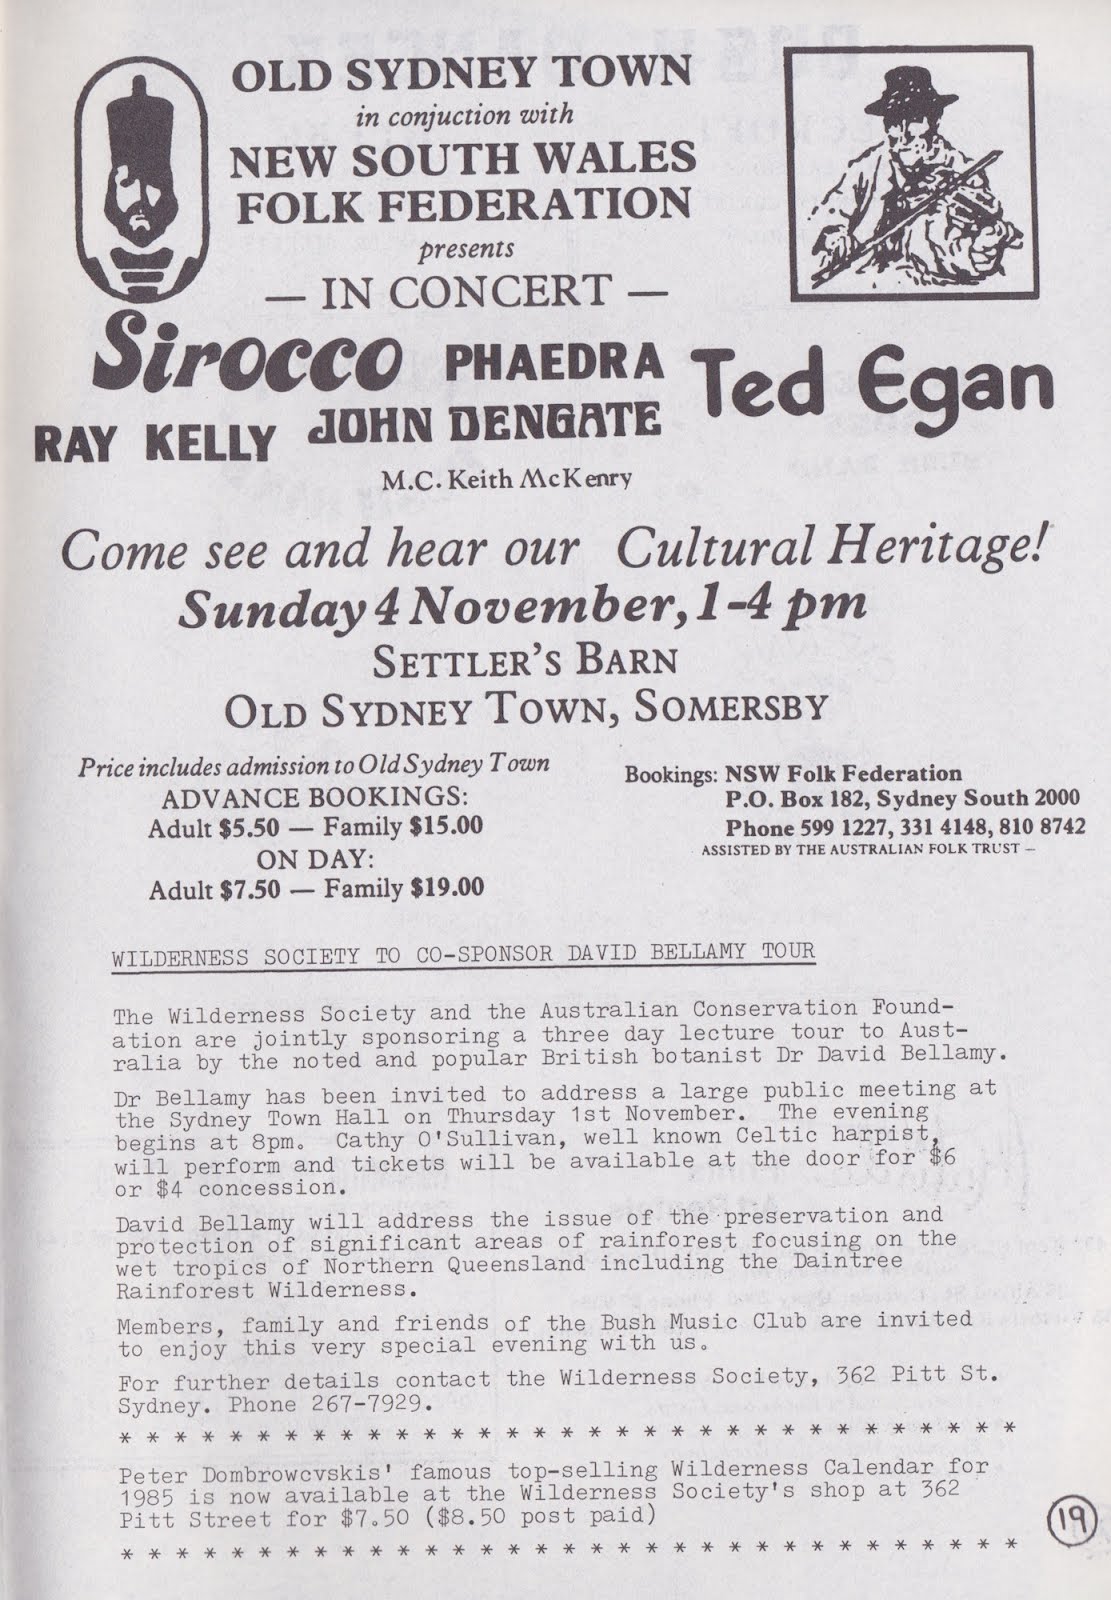 OLD SYDNEY TOWN
in conjuction with
NEW SOUTH WALES
FOLK FEDERATION
presents
— IN CONCERT —
Sirocco PHAEDRA Ted Egan
RAY KELLY JOHN DENGATE
M.C. Keith McKenry
Come see and hear our Cultural Heritage!
Sunday 4 November, 1-4 pm
SETTLER'S BARN
OLD SYDNEY TOWN, SOMERSBY
Price includes admission to Old Sydney Town
ADVANCE BOOKINGS:
Adult $5.50 — Family $15.00
ON DAY:
Adult $7.50 — Family $19.00
Bookings: NSW Folk Federation
P.O. Box 182, Sydney South 2000
Phone 599 1227, 331 4148, 810 8742
ASSISTED BY THE AUSTRALIAN FOLK TRUST —
WILDERNESS SOCIETY TO CO-SPONSOR DAVID BELLAMY TOUR
The Wilderness Society and the Australian Conservation Found-
ation are jointly sponsoring a three day lecture tour to Aust-
ralia by the noted and popular British botanist Dr David Bellamy.
Dr Bellamy has been invited to address a large public meeting at
the Sydney Town Hall on Thursday 1st November. The evening
begins at 8pm. Cathy O'Sullivan, well known Celtic harpist,
will perform and tickets will be available at the door for $6
or $4 concession.
David Bellamy will address the issue of the preservation and
protection of significant areas of rainforest focusing on the
wet tropics of Northern Queensland including the Daintree
Rainforest Wilderness.
Members, family and friends of the Bush Music Club are invited
to enjoy this very special evening with us.
For further details contact the Wilderness Society, 362 Pitt St.
Sydney. Phone 267-7929.
* * * * * * * * * * * * * * * * * * * * * * * * * * * * * * * * *
Peter Dombrowcvskis' famous top-selling Wilderness Calendar for
1985 is now available at the Wilderness Society's shop at 362
Pitt Street for $7.50 ($8.50 post paid)
* * * * * * * * * * * * * * * * * * * * * * * * * * * * * * * * *
19